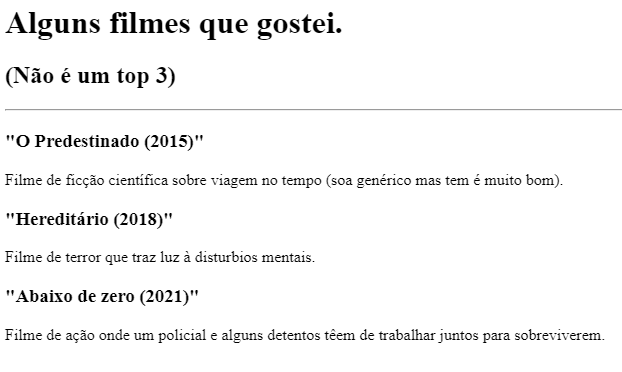 Alguns filmes que gostei.
(Não é um top 3)
"O Predestinado (2015)"
Filme de ficção científica sobre viagem no tempo (soa genérico mas tem é muito bom).
"Hereditário (2018)"
Filme de terror que traz luz à disturbios mentais.
"Abaixo de zero (2021)"
Filme de ação onde um policial e alguns detentos têem de trabalhar juntos para sobreviverem.